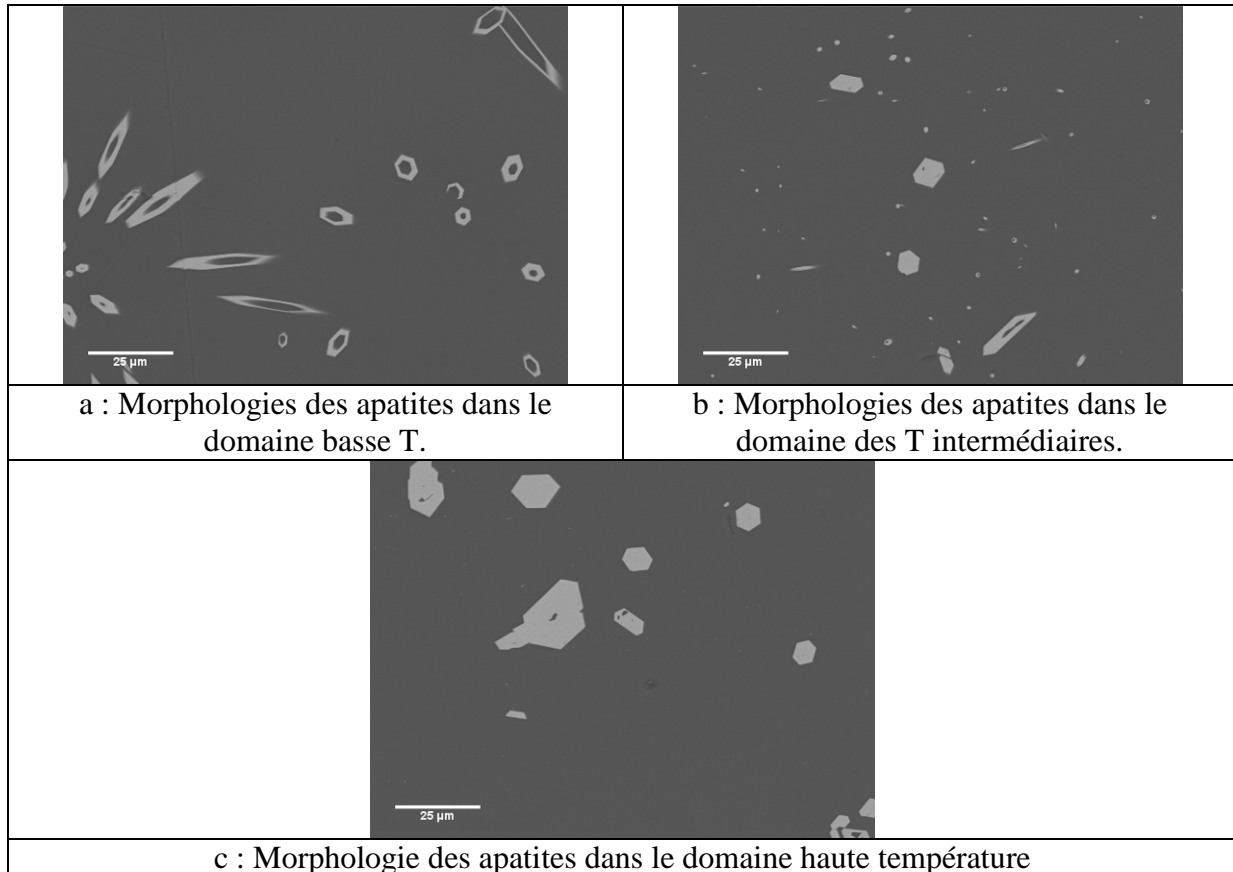 25 µm
25 µm
a : Morphologies des apatites dans le
domaine basse T.
b : Morphologies des apatites dans le
domaine des T intermédiaires.
25 µm
c : Morphologie des apatites dans le domaine haute température